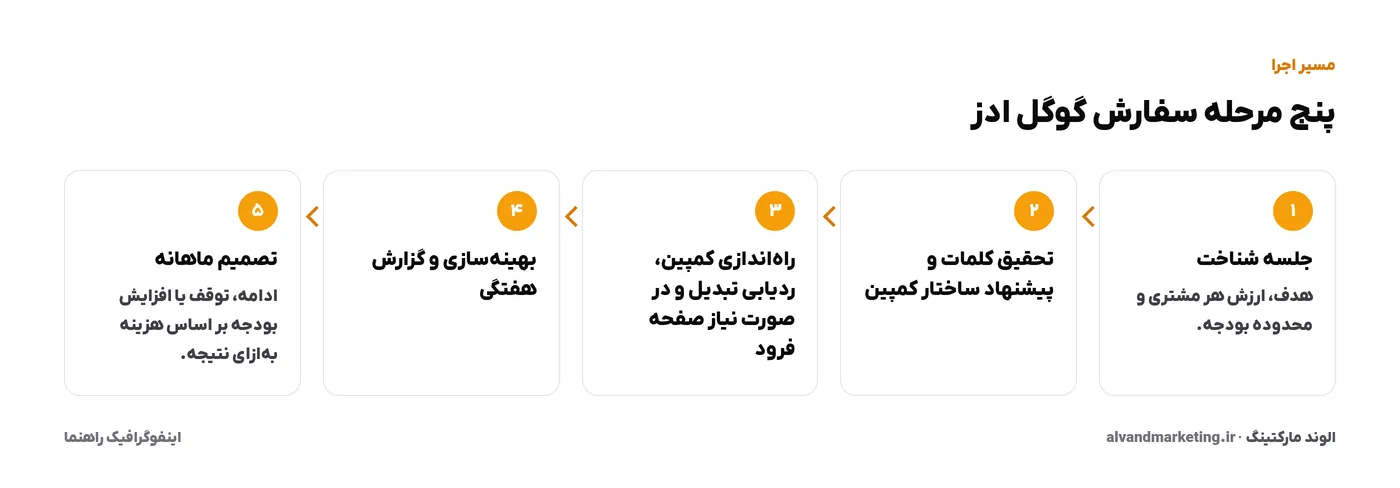 مسیر اجرا
پنج مرحله سفارش گوگل ادز
۱
جلسه شناخت
هدف، ارزش هر مشتری و
محدوده بودجه.
۲
تحقیق کلمات و
پیشنهاد ساختار کمپین
۳
راه‌اندازی کمپین،
ردیابی تبدیل و در
صورت نیاز صفحه
فرود
۴
بهینه‌سازی و گزارش
هفتگی
۵
تصمیم ماهانه
ادامه، توقف یا افزایش
بودجه بر اساس هزینه
به‌ازای نتیجه.
الوند مارکتینگ · alvandmarketing.ir
اینفوگرافیک راهنما